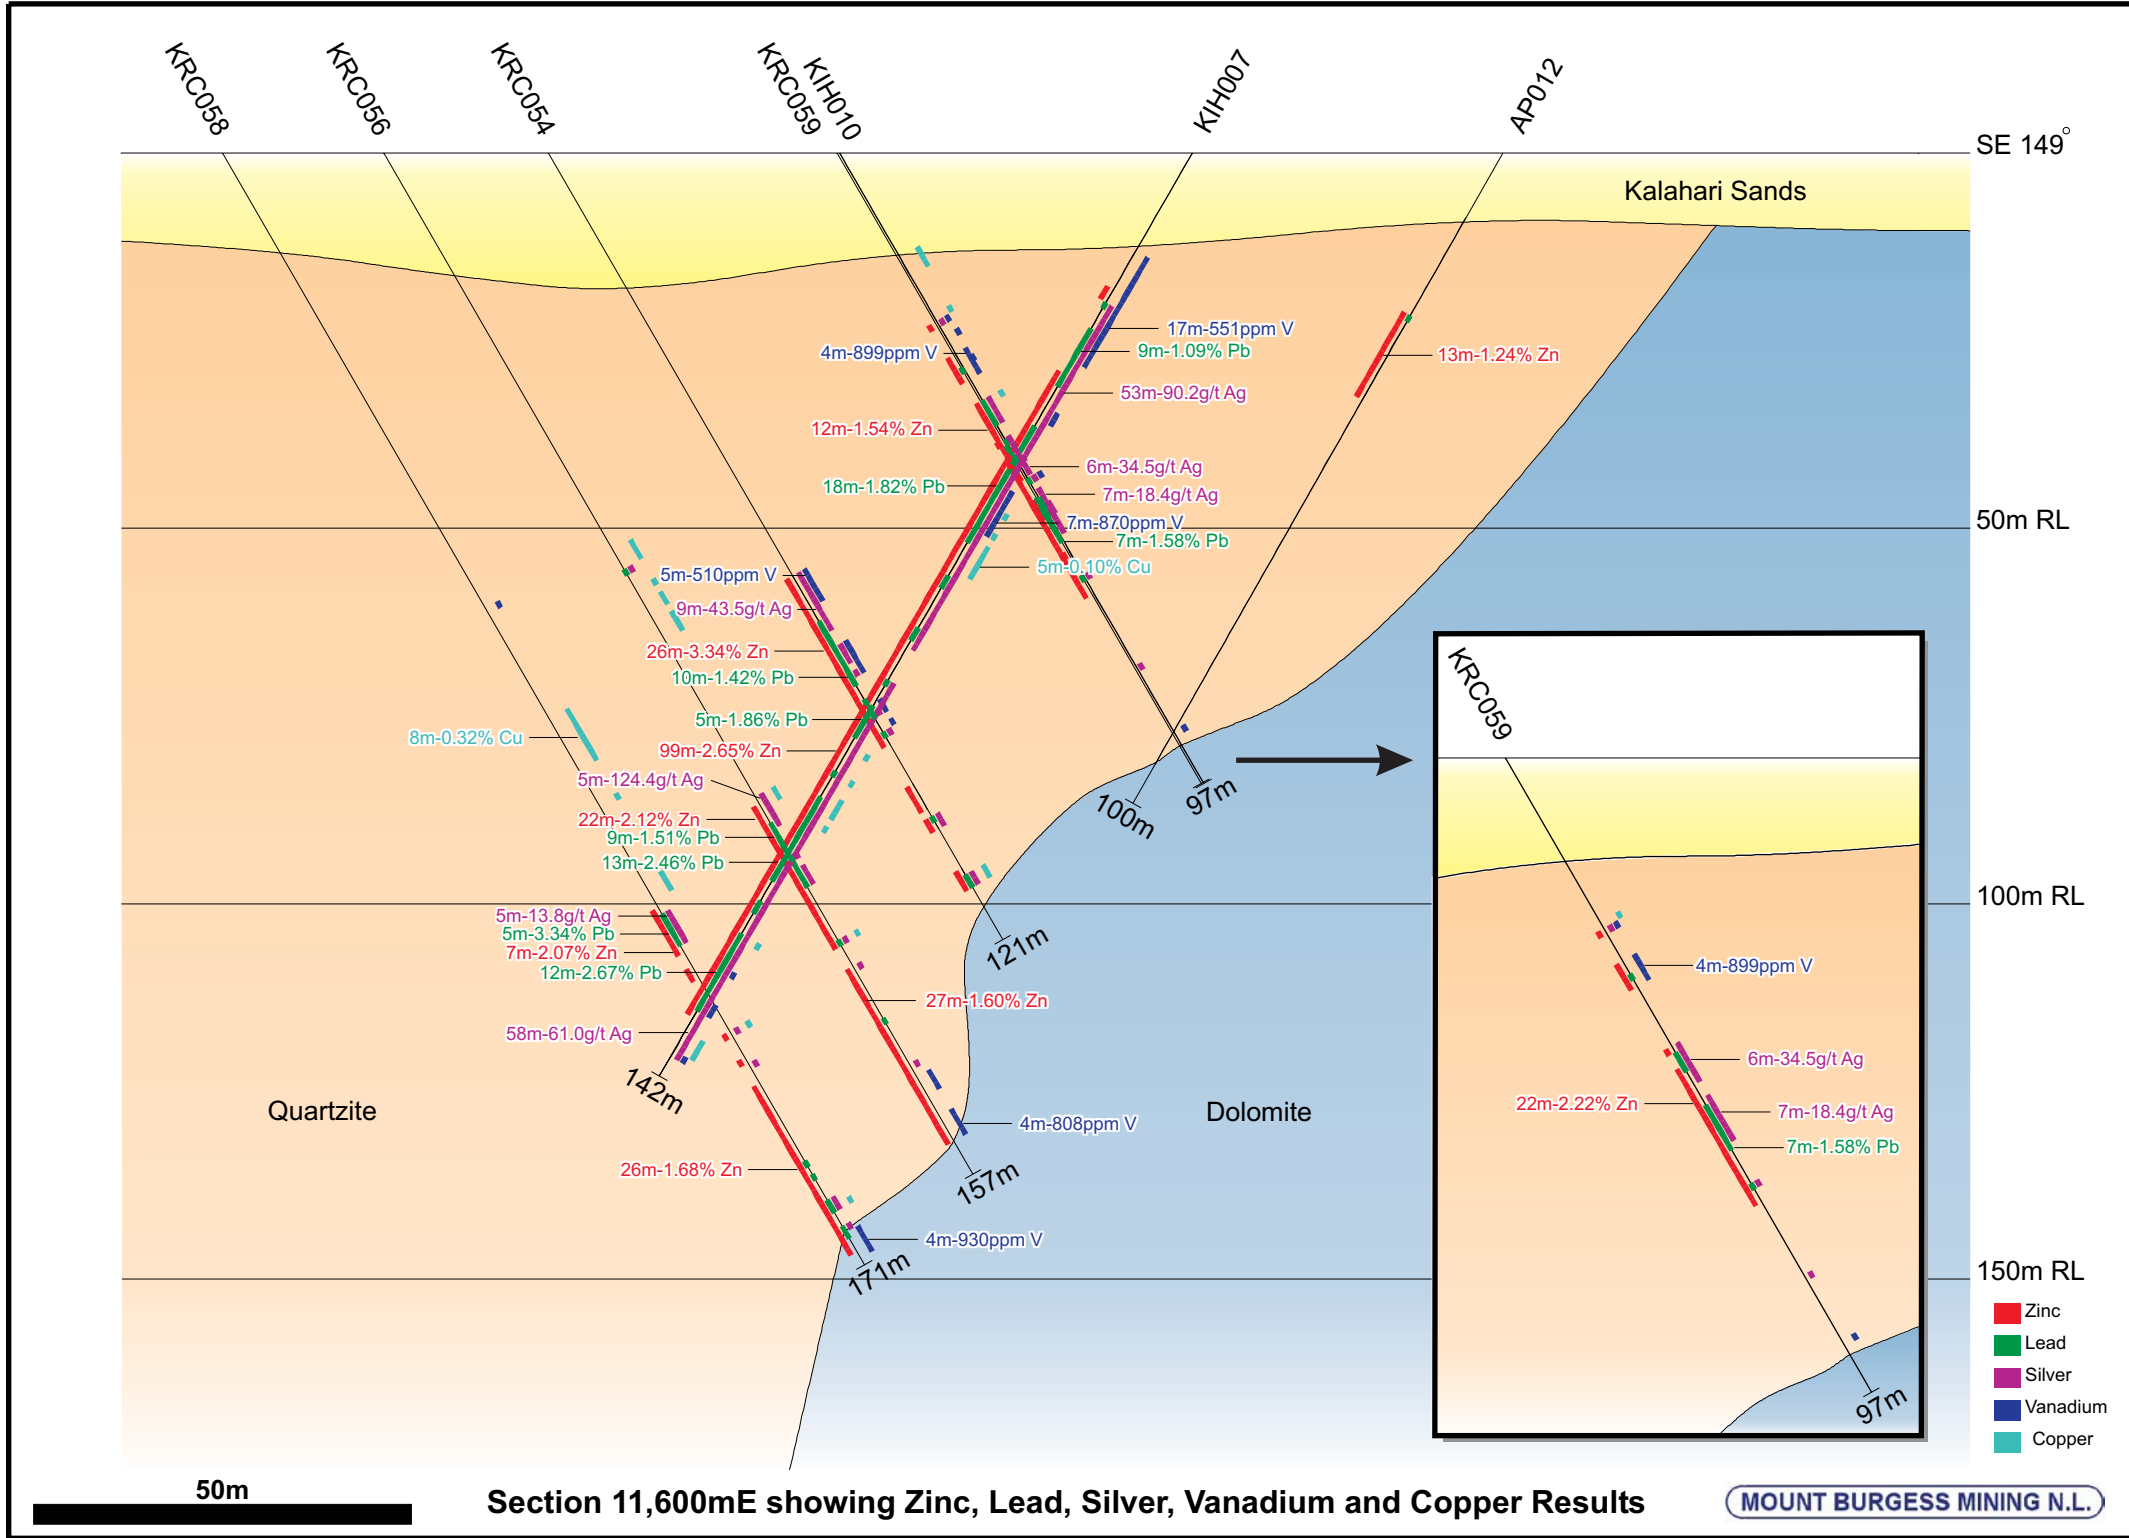 KRC058
KRC056
KRC054
KRC059
KIH010
KIH007
AP012
SE 149°
Kalahari Sands
17m-551ppm V
4m-899ppm V
9m-1.09% Pb
13m-1.24% Zn
53m-90.2g/t Ag
12m-1.54% Zn
6m-34.5g/t Ag
18m-1.82% Pb
7m-18.4g/t Ag
7m-870ppm V
50m RL
7m-1.58% Pb
5m-0.10% Cu
5m-510ppm V
9m-43.5g/t Ag
26m-3.34% Zn
10m-1.42% Pb
5m-1.86% Pb
8m-0.32% Cu
99m-2.65% Zn
5m-124.4g/t Ag
22m-2.12% Zn
9m-1.51% Pb
13m-2.46% Pb
100m
97m
100m RL
5m-13.8g/t Ag
5m-3.34% Pb
7m-2.07% Zn
12m-2.67% Pb
121m
27m-1.60% Zn
58m-61.0g/t Ag
142m
Quartzite
Dolomite
4m-808ppm V
26m-1.68% Zn
157m
4m-930ppm V
171m
150m RL
KRC059
4m-899ppm V
6m-34.5g/t Ag
22m-2.22% Zn
7m-18.4g/t Ag
7m-1.58% Pb
97m
Zinc
Lead
Silver
Vanadium
Copper
50m
Section 11,600mE showing Zinc, Lead, Silver, Vanadium and Copper Results
MOUNT BURGESS MINING N.L.